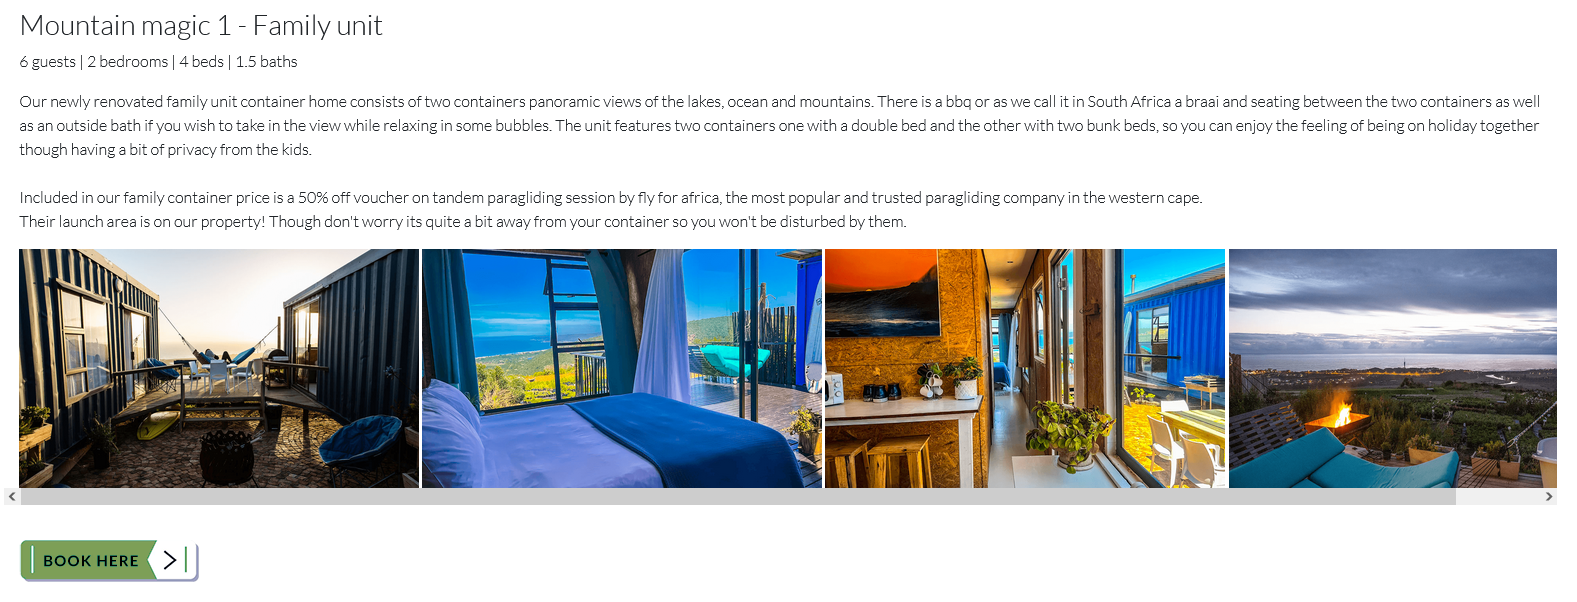 Mountain magic 1 - Family unit
6 guests | 2 bedrooms | 4 beds | 1.5 baths
Our newly renovated family unit container home consists of two containers panoramic views of the lakes, ocean and mountains. There is a bbq or as we call it in South Africa a braai and seating between the two containers as well
as an outside bath if you wish to take in the view while relaxing in some bubbles. The unit features two containers one with a double bed and the other with two bunk beds, so you can enjoy the feeling of being on holiday together
though having a bit of privacy from the kids.
Included in our family container price is a 50% off voucher on tandem paragliding session by fly for africa, the most popular and trusted paragliding company in the western cape.
Their launch area is on our property! Though don't worry its quite a bit away from your container so you won't be disturbed by them.
BOOK HERE